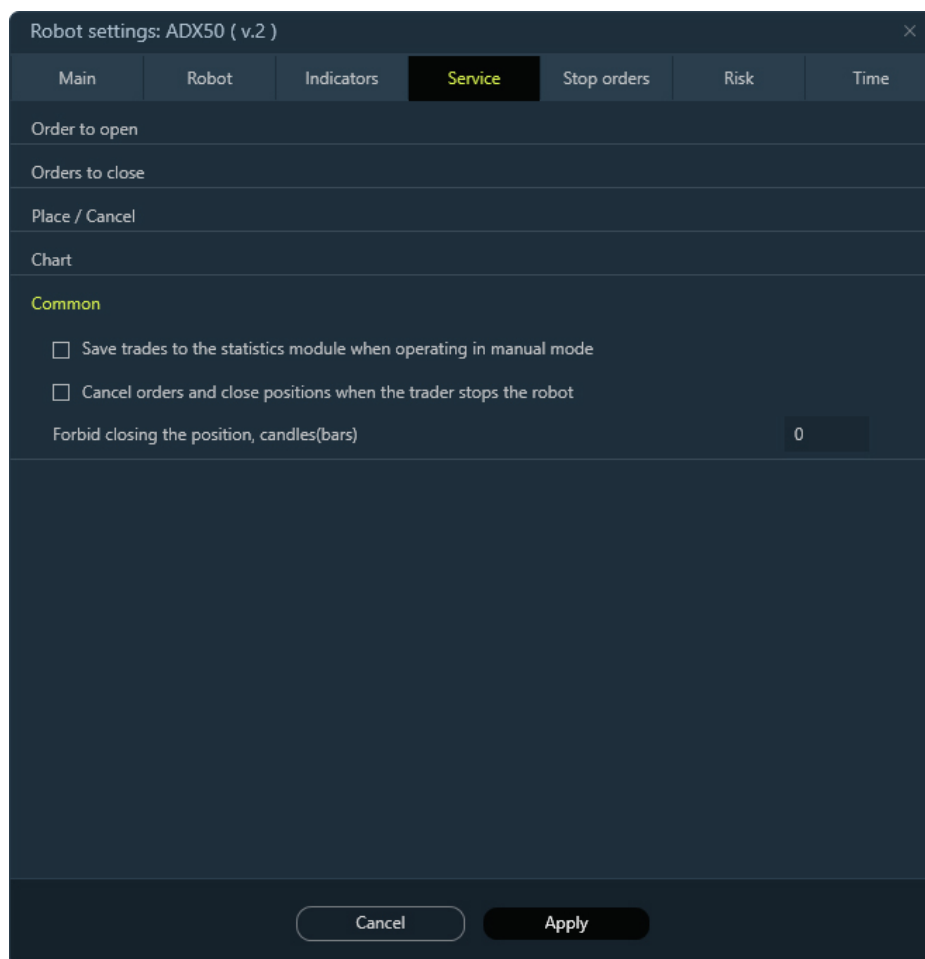 Robot settings: ADX50 ( v.2 )
Main Robot Indicators Service Stop orders Risk Time
Order to open
Orders to close
Place / Cancel
Chart
Common
Save trades to the statistics module when operating in manual mode
Cancel orders and close positions when the trader stops the robot
Forbid closing the position, candles(bars) 0
Cancel Apply